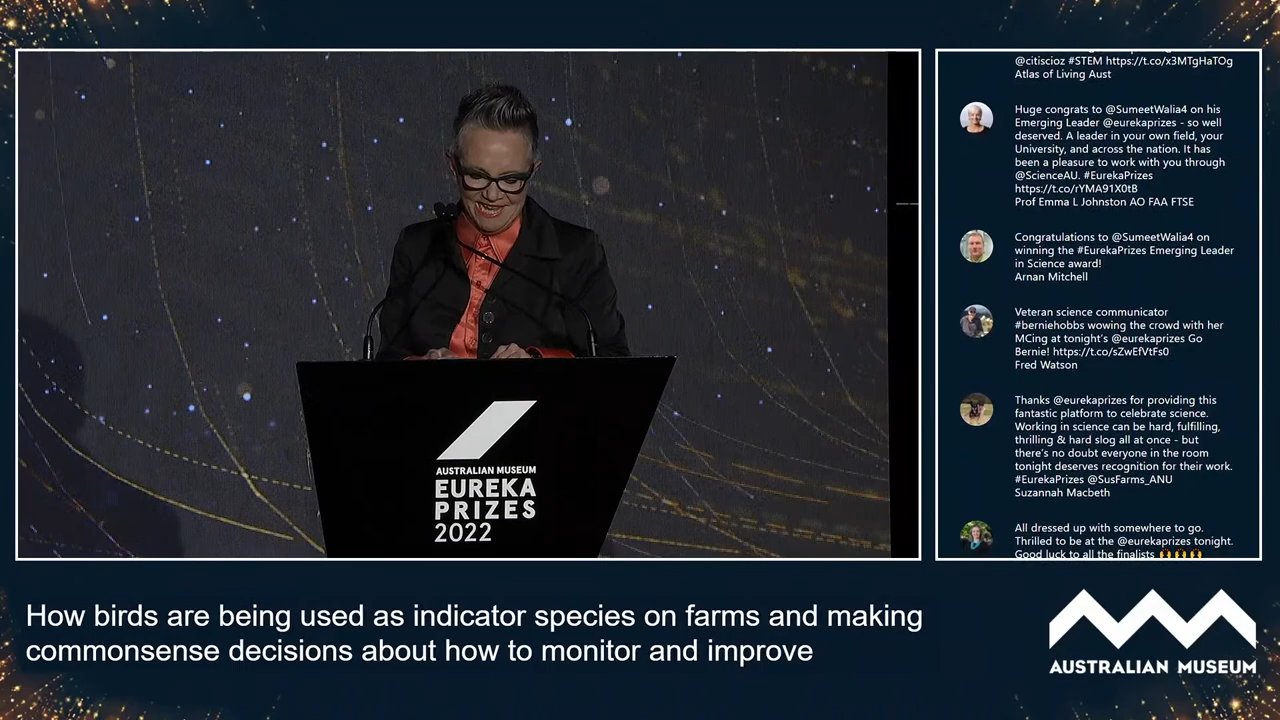 AUSTRALIAN MUSEUM
EUREKA
PRIZES
2022
@citiscioz #STEM https://t.co/x3MTgHaTOg
Atlas of Living Aust
Huge congrats to @SumeetWalia4 on his
Emerging Leader @eurekaprizes - so well
deserved. A leader in your own field, your
University, and across the nation. It has
been a pleasure to work with you through
@ScienceAU. #EurekaPrizes
https://t.co/rYMA91X0tB
Prof Emma L Johnston AO FAA FTSE
Congratulations to @SumeetWalia4 on
winning the #EurekaPrizes Emerging Leader
in Science award!
Arnan Mitchell
Veteran science communicator
#berniehobbs wowing the crowd with her
MCing at tonight's @eurekaprizes Go
Bernie! https://t.co/sZwEfVtFs0
Fred Watson
Thanks @eurekaprizes for providing this
fantastic platform to celebrate science.
Working in science can be hard, fulfilling,
thrilling & hard slog all at once - but
there's no doubt everyone in the room
tonight deserves recognition for their work.
#EurekaPrizes @SusFarms_ANU
Suzannah Macbeth
All dressed up with somewhere to go.
Thrilled to be at the @eurekaprizes tonight.
Good luck to all the finalists 🙌🙌🙌
How birds are being used as indicator species on farms and making
commonsense decisions about how to monitor and improve
AUSTRALIAN MUSEUM